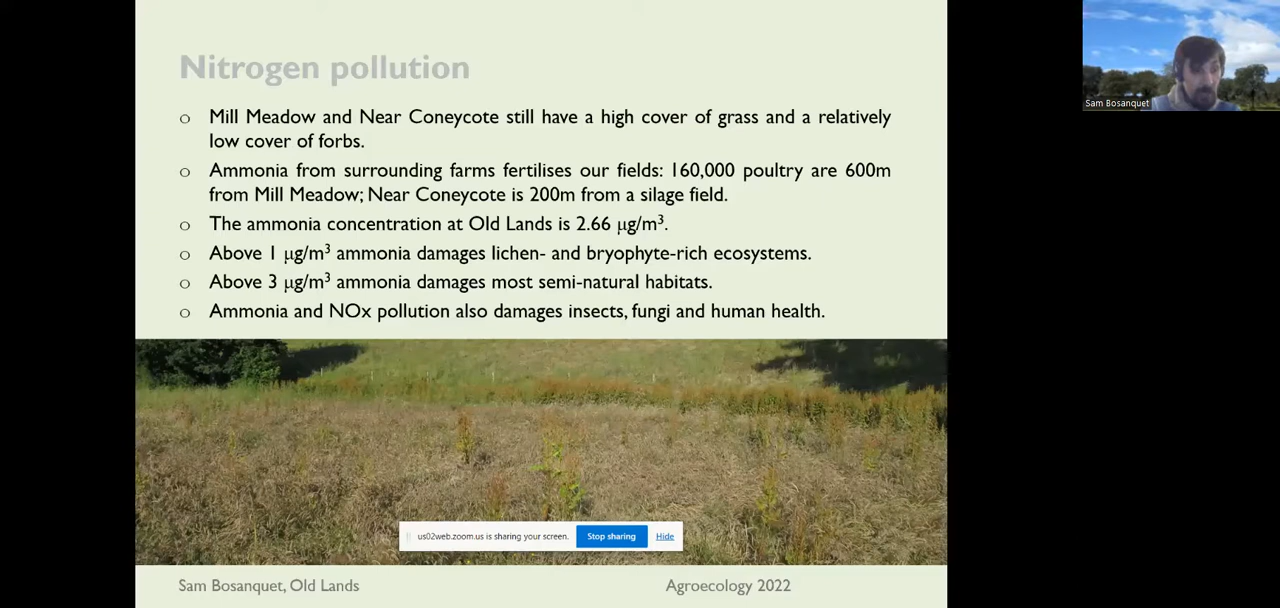 Nitrogen pollution
o Mill Meadow and Near Coneycote still have a high cover of grass and a relatively
low cover of forbs.
o Ammonia from surrounding farms fertilises our fields: 160,000 poultry are 600m
from Mill Meadow; Near Coneycote is 200m from a silage field.
o The ammonia concentration at Old Lands is 2.66 μg/m³.
o Above 1 μg/m³ ammonia damages lichen- and bryophyte-rich ecosystems.
o Above 3 μg/m³ ammonia damages most semi-natural habitats.
o Ammonia and NOx pollution also damages insects, fungi and human health.
us02web.zoom.us is sharing your screen. Stop sharing Hide
Sam Bosanquet, Old Lands Agroecology 2022
Sam Bosanquet